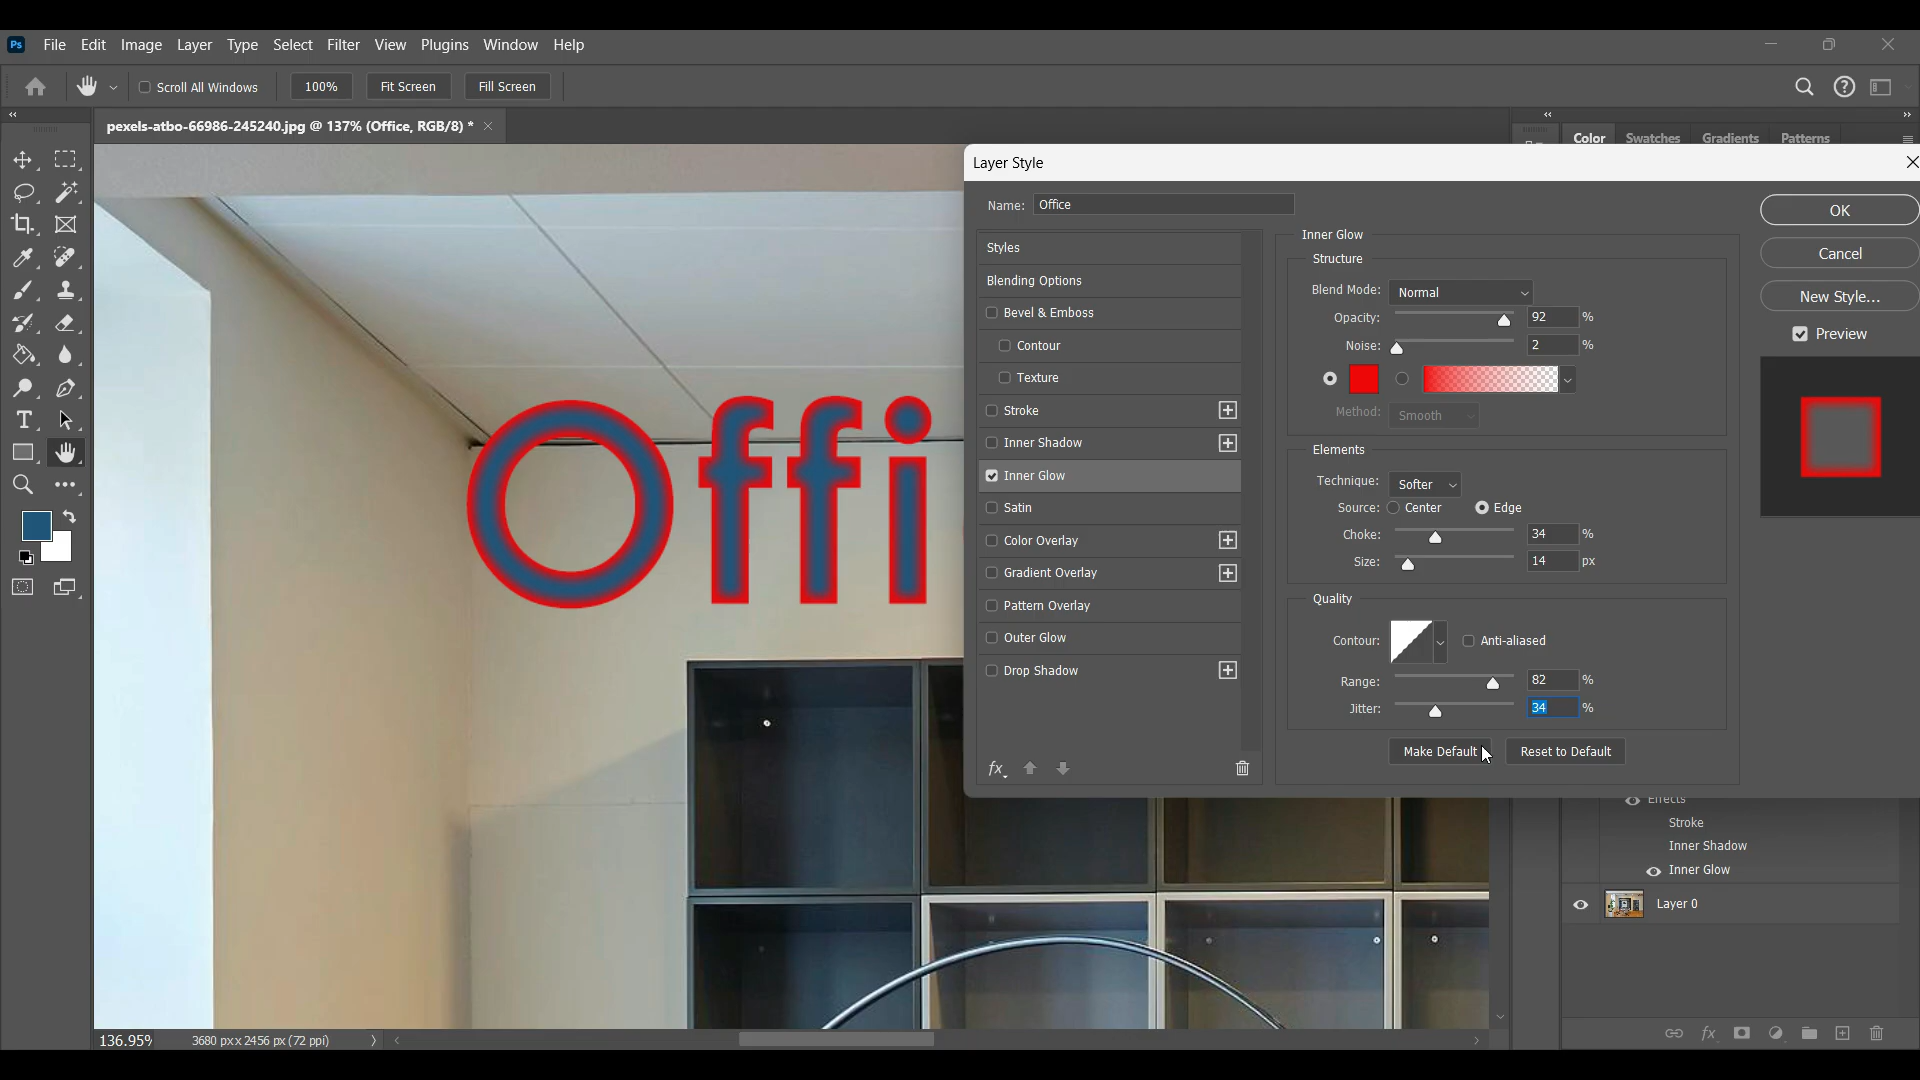 Ps File Edit Image Layer Type Select Filter View Plugins Window Help
Scroll All Windows 100% Fit Screen Fill Screen
pexels-atbo-66986-245240.jpg @ 137% (Office, RGB/8) *
Color Swatches Gradients Patterns
Layer Style
Name: Office
Styles
Blending Options
Bevel & Emboss
Contour
Texture
Stroke
Inner Shadow
Inner Glow
Satin
Color Overlay
Gradient Overlay
Pattern Overlay
Outer Glow
Drop Shadow
fx
Inner Glow
Structure
Blend Mode: Normal
Opacity: 92 %
Noise: 2 %
Method: Smooth
Elements
Technique: Softer
Source: Center Edge
Choke: 34 %
Size: 14 px
Quality
Contour: Anti-aliased
Range: 82 %
Jitter: 34 %
Make Default Reset to Default
OK
Cancel
New Style...
Preview
Offi
Effects
Stroke
Inner Shadow
Inner Glow
Layer 0
fx
136.95% 3680 px x 2456 px (72 ppi)